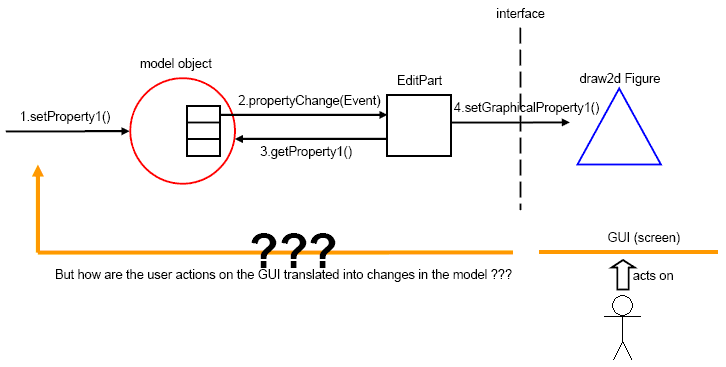 interface
model object
EditPart
draw2d Figure
1.setProperty1()
2.propertyChange(Event)
4.setGraphicalProperty1()
3.getProperty1()
???
GUI (screen)
But how are the user actions on the GUI translated into changes in the model ???
acts on